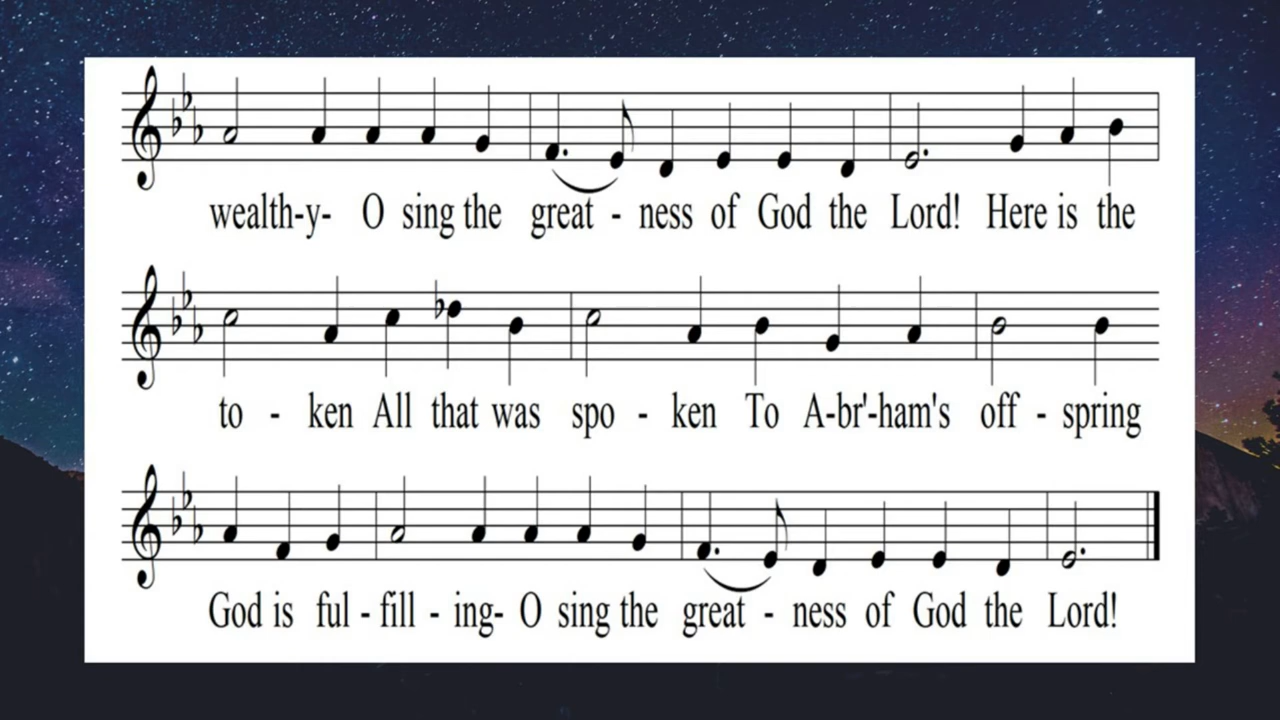 wealth-y- O sing the great - ness of God the Lord! Here is the
to - ken All that was spo - ken To A-br'-ham's off - spring
God is ful - fill - ing- O sing the great - ness of God the Lord!